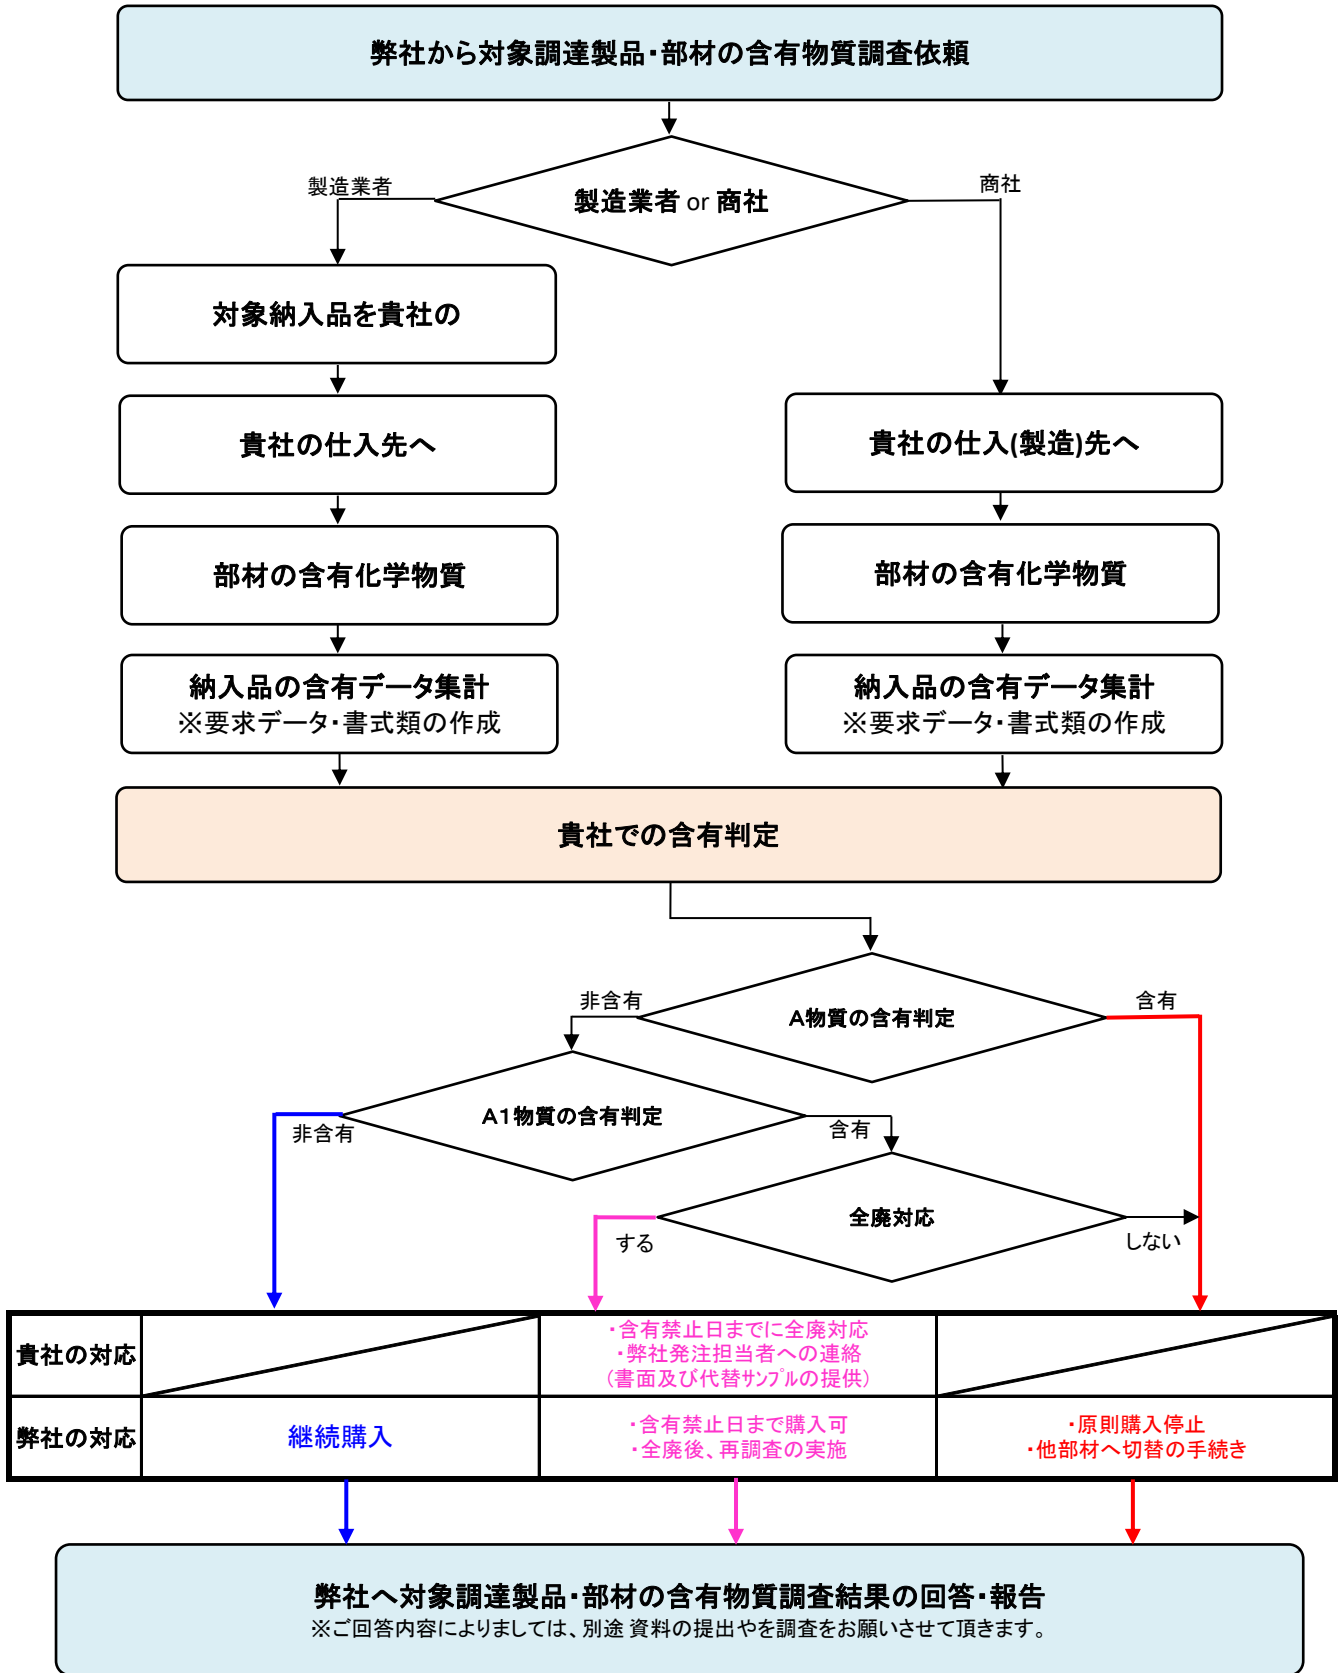 弊社から対象調達製品・部材の含有物質調査依頼
製造業者
商社
製造業者 or 商社
対象納入品を貴社の
貴社の仕入先へ
貴社の仕入(製造)先へ
部材の含有化学物質
部材の含有化学物質
納入品の含有データ集計
※要求データ・書式類の作成
納入品の含有データ集計
※要求データ・書式類の作成
貴社での含有判定
非含有
含有
A物質の含有判定
A1物質の含有判定
非含有
含有
全廃対応
する
しない
貴社の対応
・含有禁止日までに全廃対応
・弊社発注担当者への連絡
(書面及び代替サンプルの提供)
弊社の対応
継続購入
・含有禁止日まで購入可
・全廃後、再調査の実施
・原則購入停止
・他部材へ切替の手続き
弊社へ対象調達製品・部材の含有物質調査結果の回答・報告
※ご回答内容によりましては、別途 資料の提出やを調査をお願いさせて頂きます。